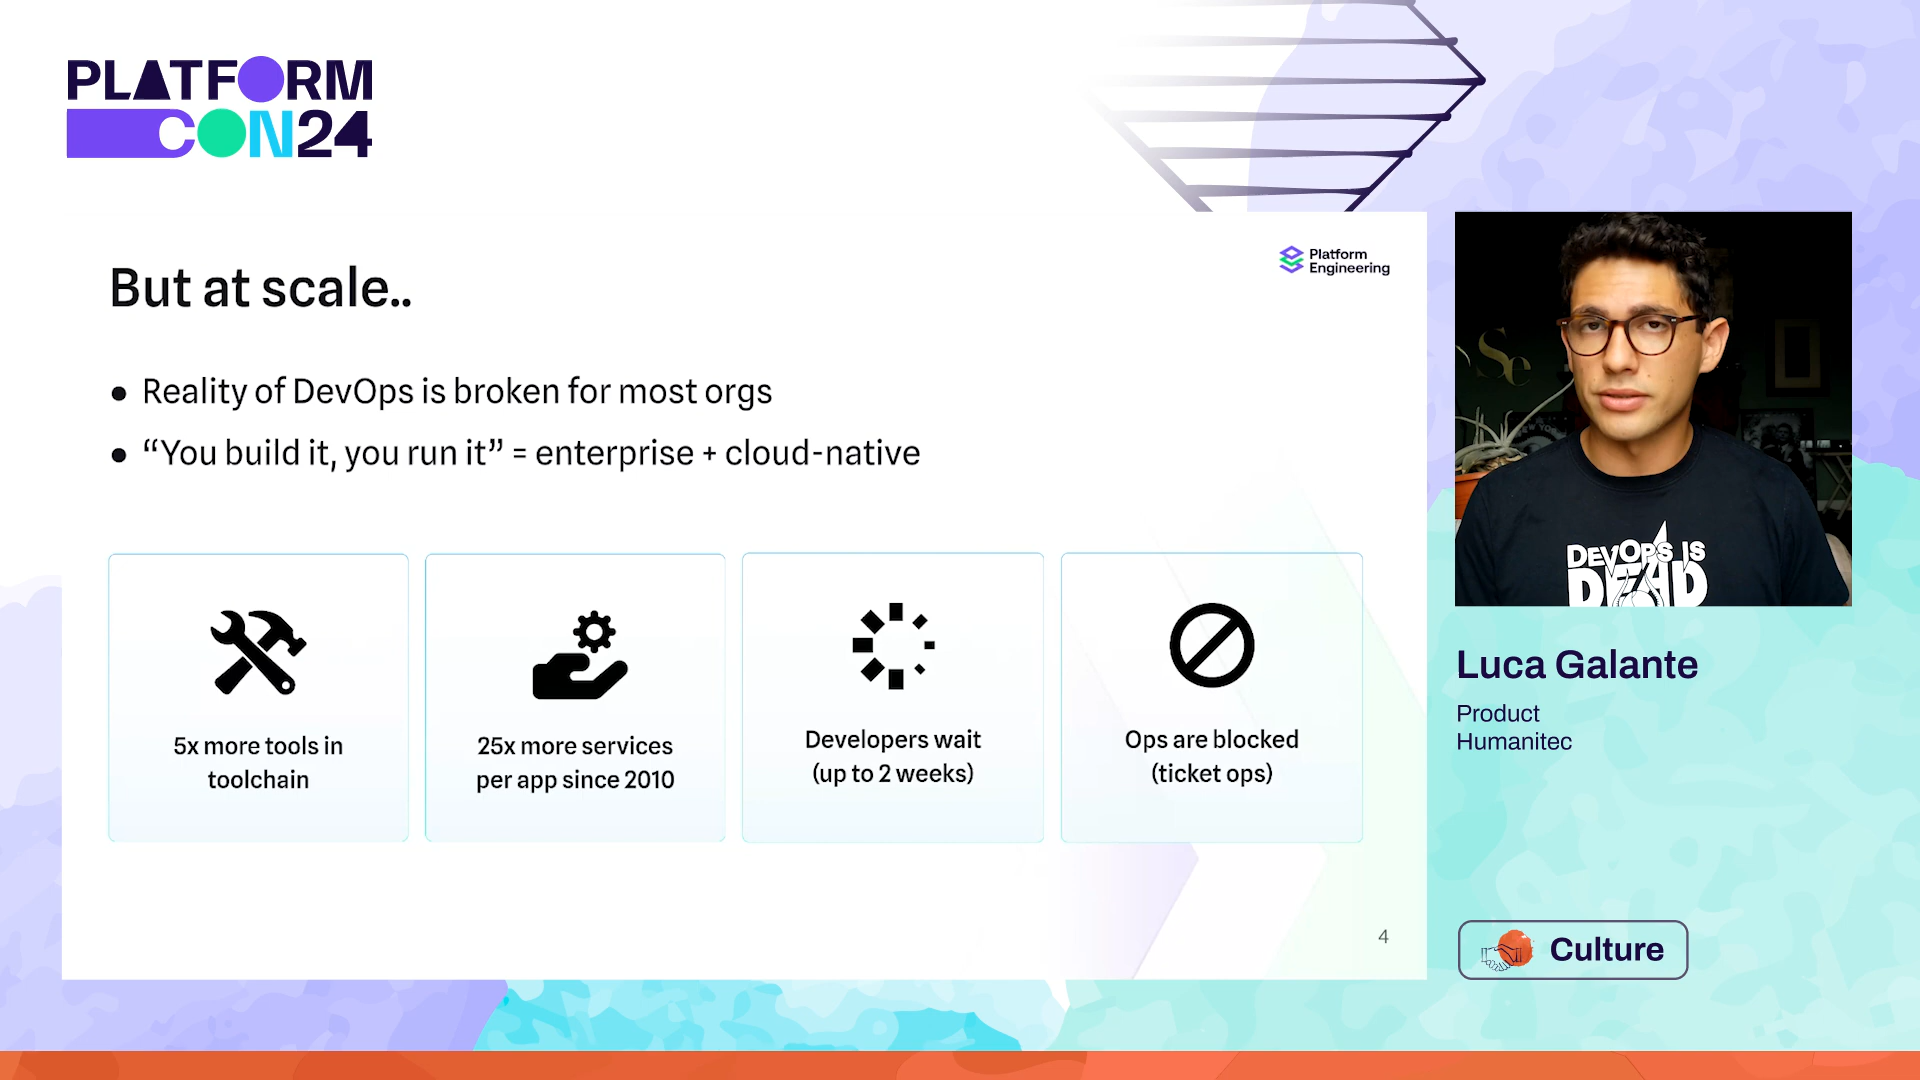 PLATFORM
CON24
Platform
Engineering
But at scale..
● Reality of DevOps is broken for most orgs
● “You build it, you run it” = enterprise + cloud-native
5x more tools in
toolchain
25x more services
per app since 2010
Developers wait
(up to 2 weeks)
Ops are blocked
(ticket ops)
4
Se
DEVOPS IS
DEAD
Luca Galante
Product
Humanitec
Culture